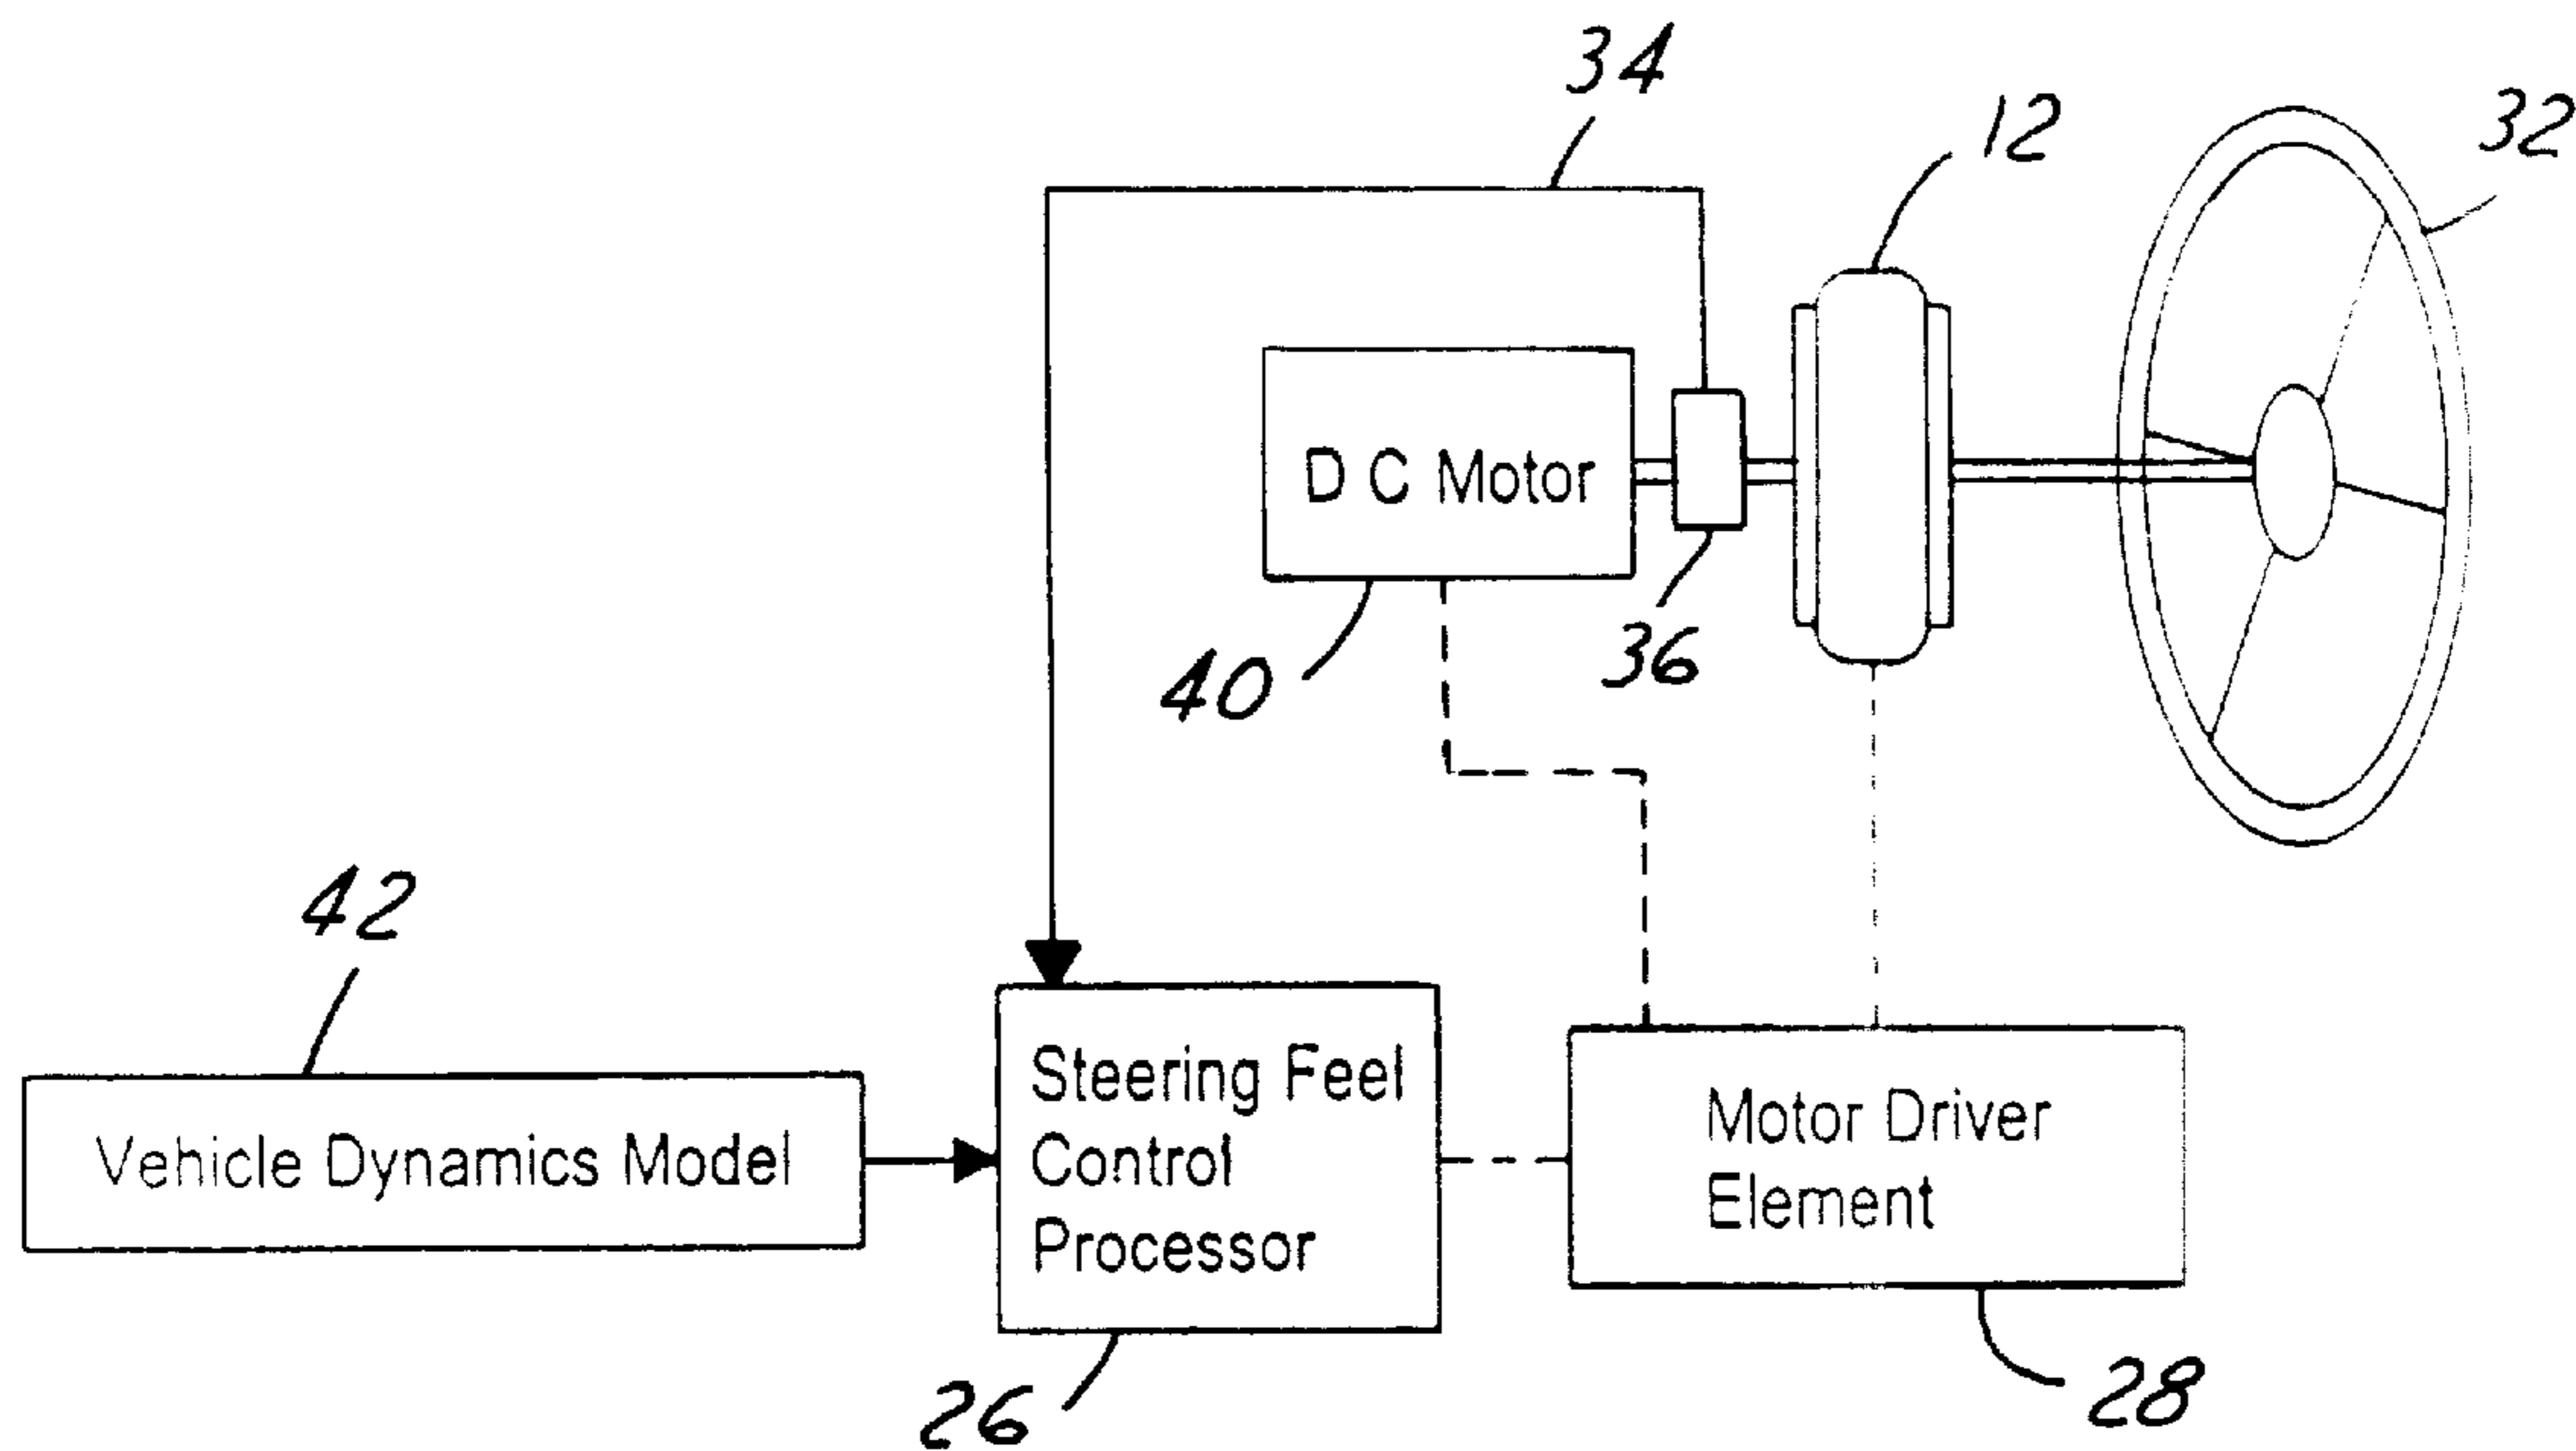 34
12
32
D C Motor
36
40
42
Steering Feel
Control
Processor
Vehicle Dynamics Model
Motor Driver
Element
26
28